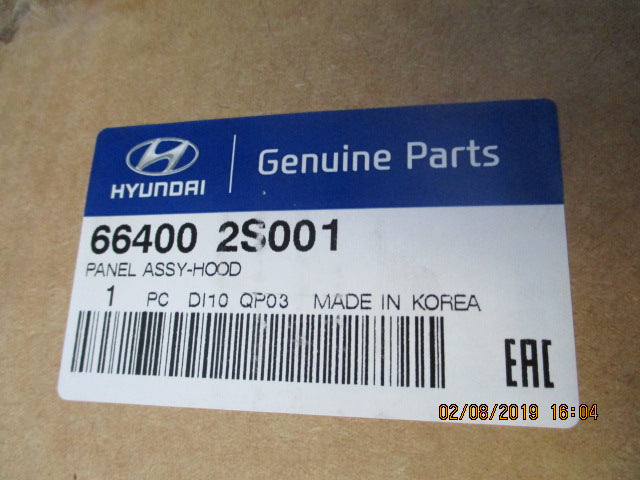 HYUNDAI
Genuine Parts
66400 2S001
PANEL ASSY-HOOD
1 PC DI10 QP03 MADE IN KOREA
EAC
02/08/2019 16:04